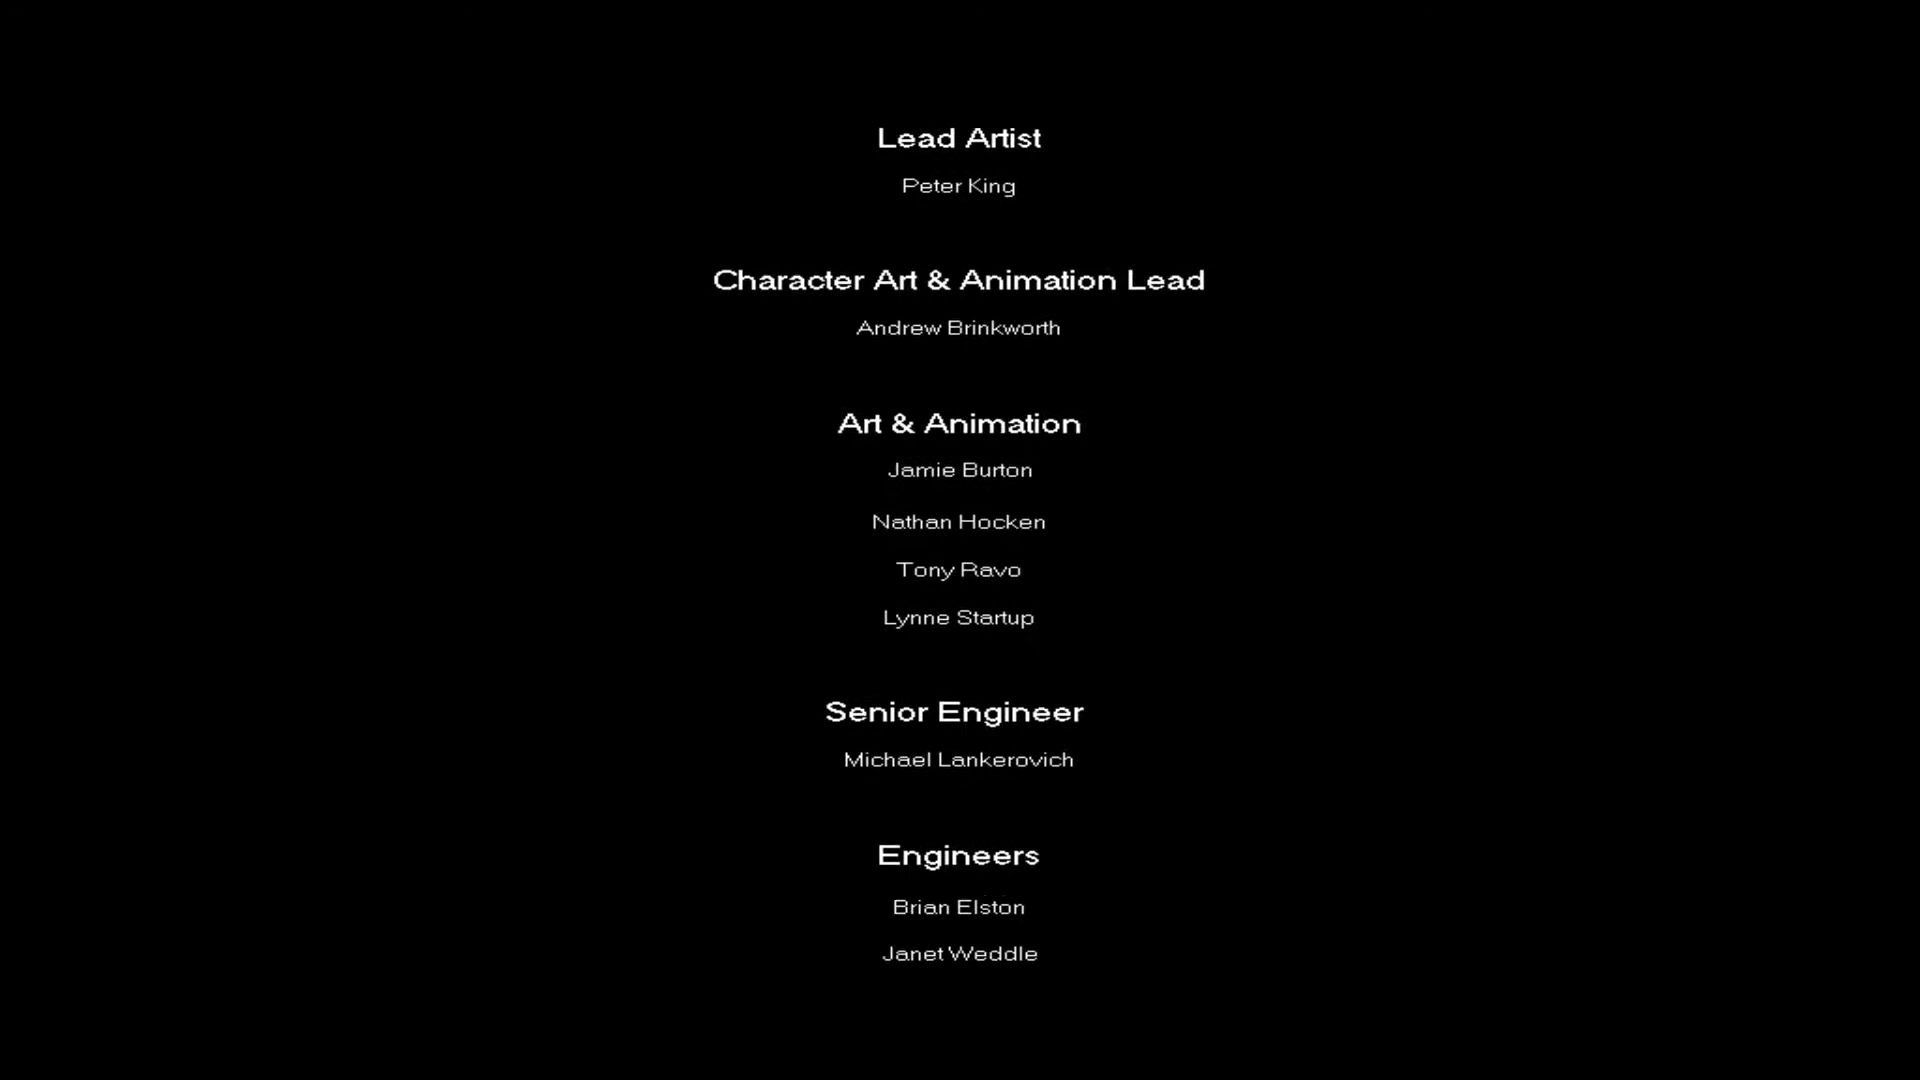 Lead Artist
Peter King
Character Art & Animation Lead
Andrew Brinkworth
Art & Animation
Jamie Burton
Nathan Hocken
Tony Ravo
Lynne Startup
Senior Engineer
Michael Lankerovich
Engineers
Brian Elston
Janet Weddle